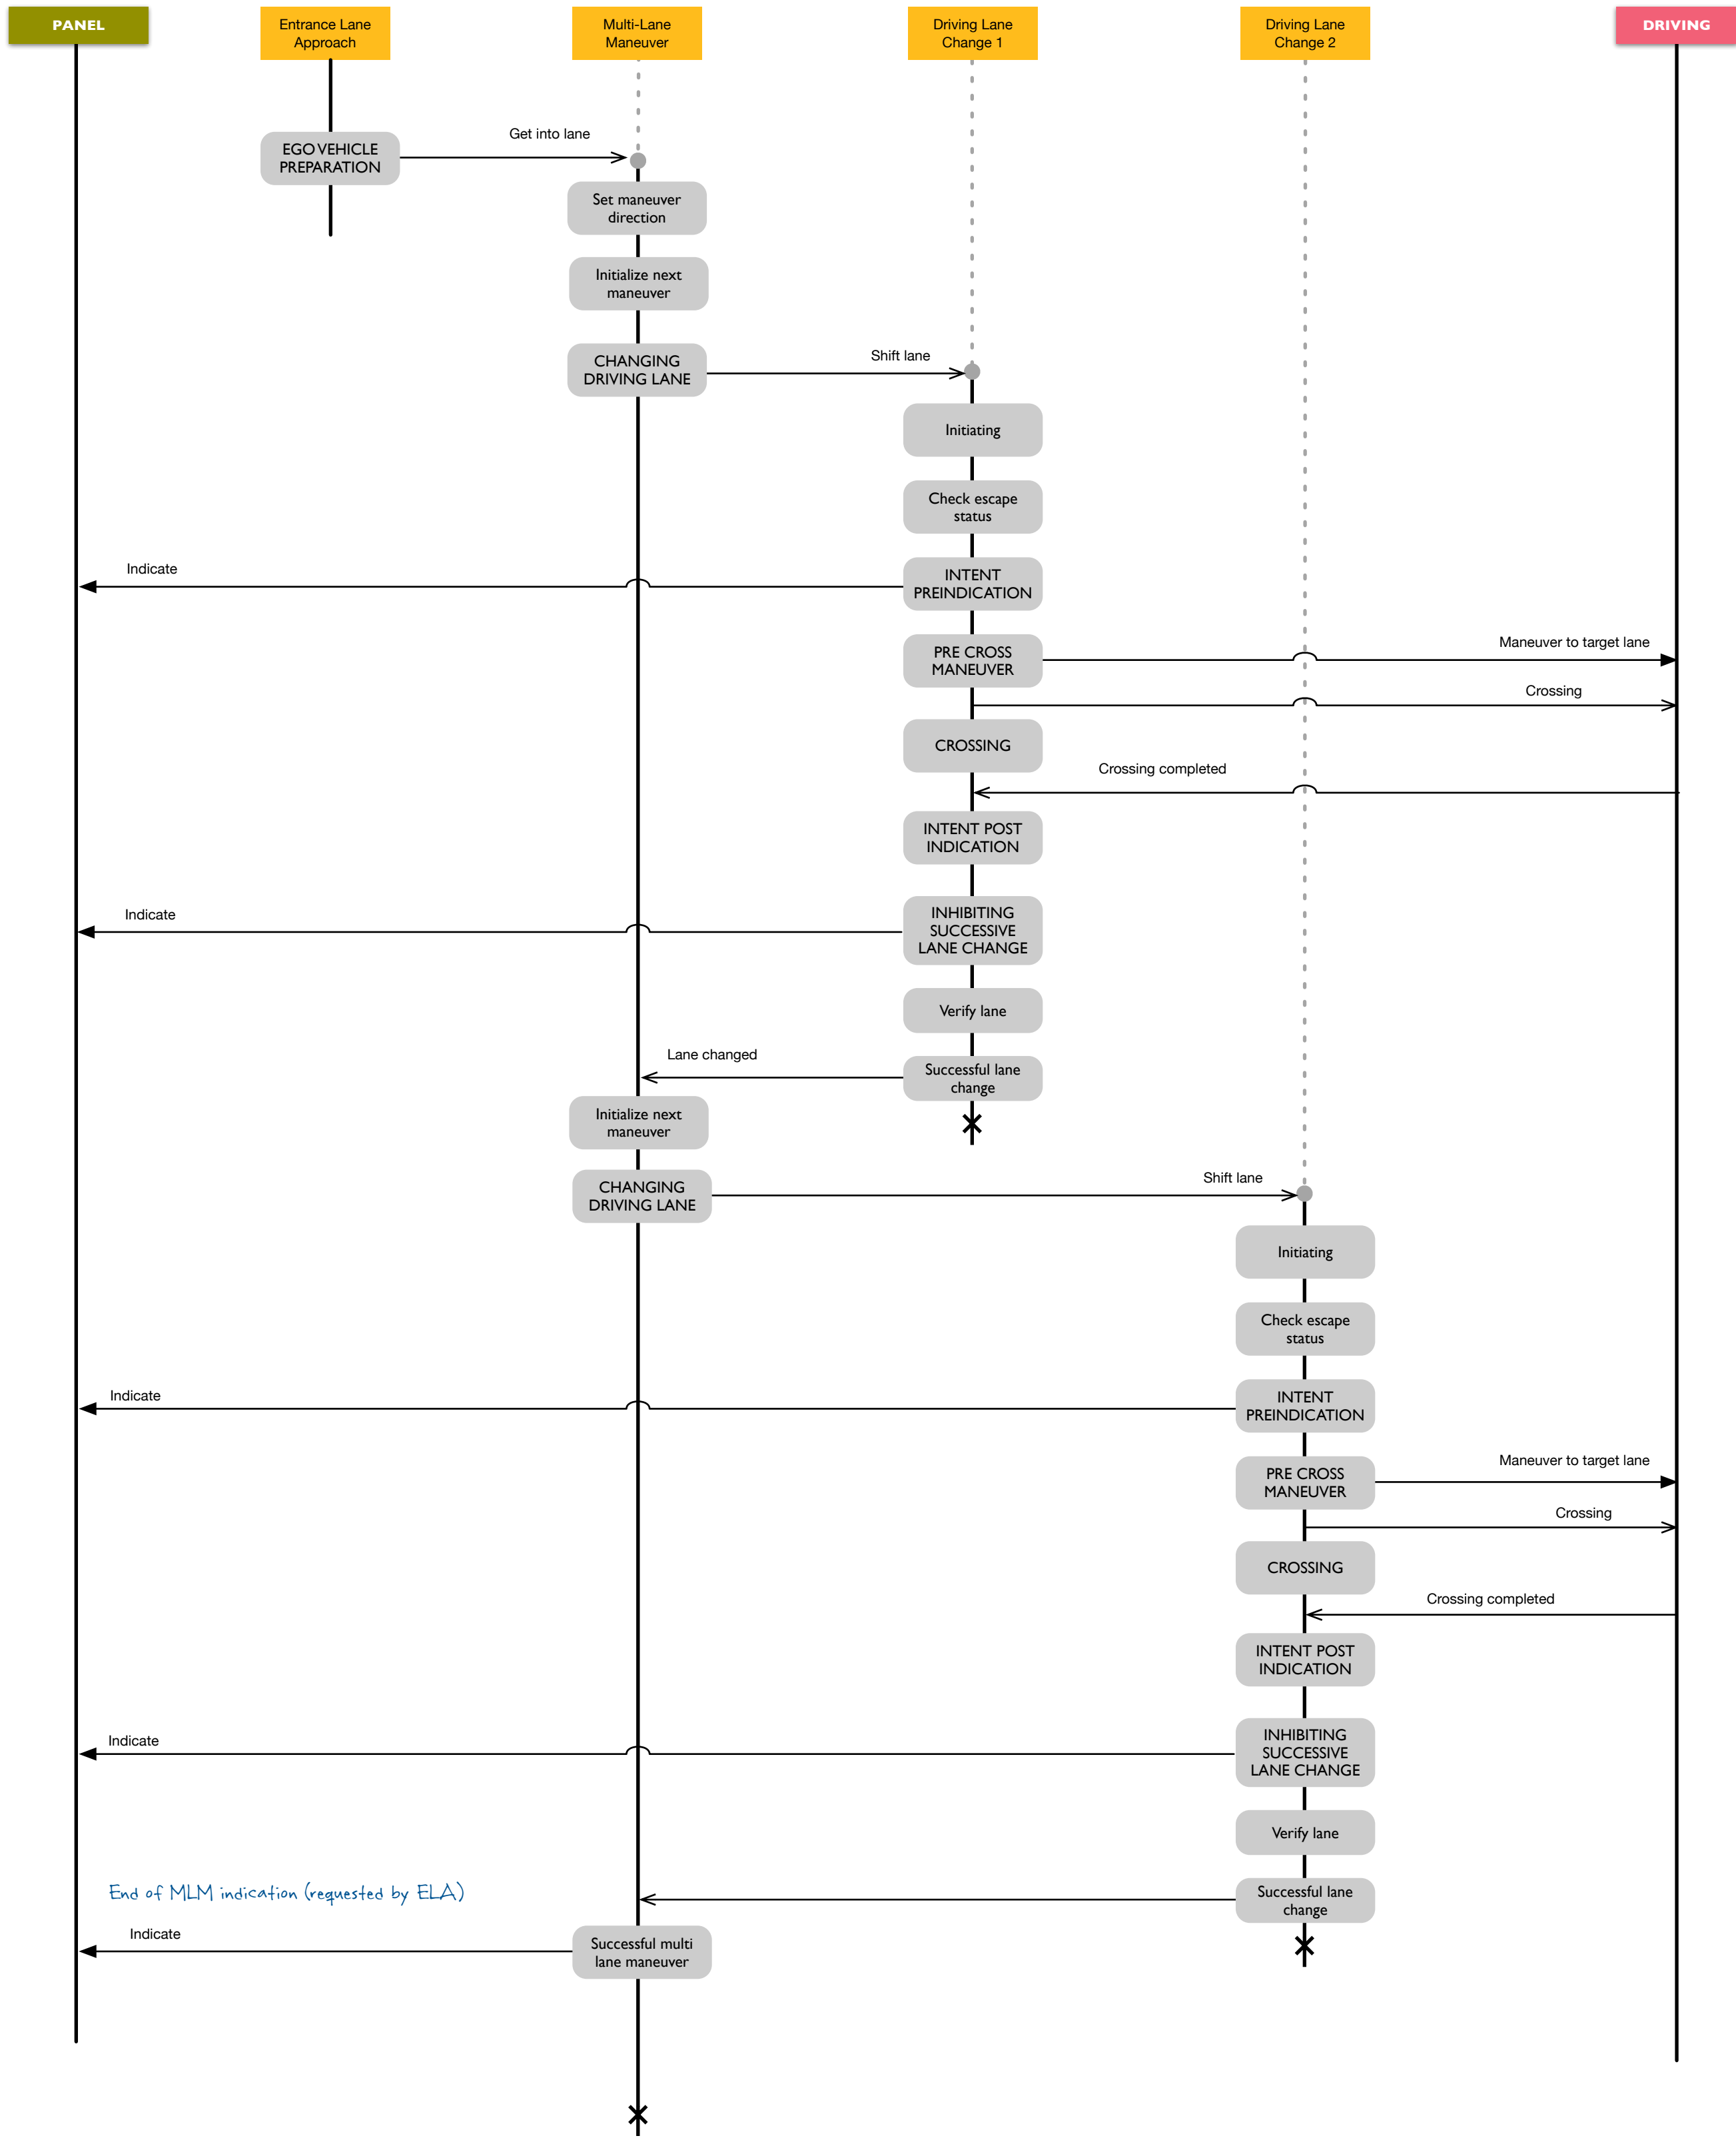 PANEL
Entrance Lane
Approach
Multi-Lane
Maneuver
Driving Lane
Change 1
Driving Lane
Change 2
DRIVING
Get into lane
EGO VEHICLE
PREPARATION
Set maneuver
direction
Initialize next
maneuver
CHANGING
DRIVING LANE
Shift lane
Initiating
Check escape
status
Indicate
INTENT
PREINDICATION
PRE CROSS
MANEUVER
Maneuver to target lane
Crossing
CROSSING
Crossing completed
INTENT POST
INDICATION
Indicate
INHIBITING
SUCCESSIVE
LANE CHANGE
Verify lane
Lane changed
Successful lane
change
Initialize next
maneuver
CHANGING
DRIVING LANE
Shift lane
Initiating
Check escape
status
Indicate
INTENT
PREINDICATION
PRE CROSS
MANEUVER
Maneuver to target lane
Crossing
CROSSING
Crossing completed
INTENT POST
INDICATION
Indicate
INHIBITING
SUCCESSIVE
LANE CHANGE
Verify lane
End of MLM indication (requested by ELA)
Successful lane
change
Indicate
Successful multi
lane maneuver